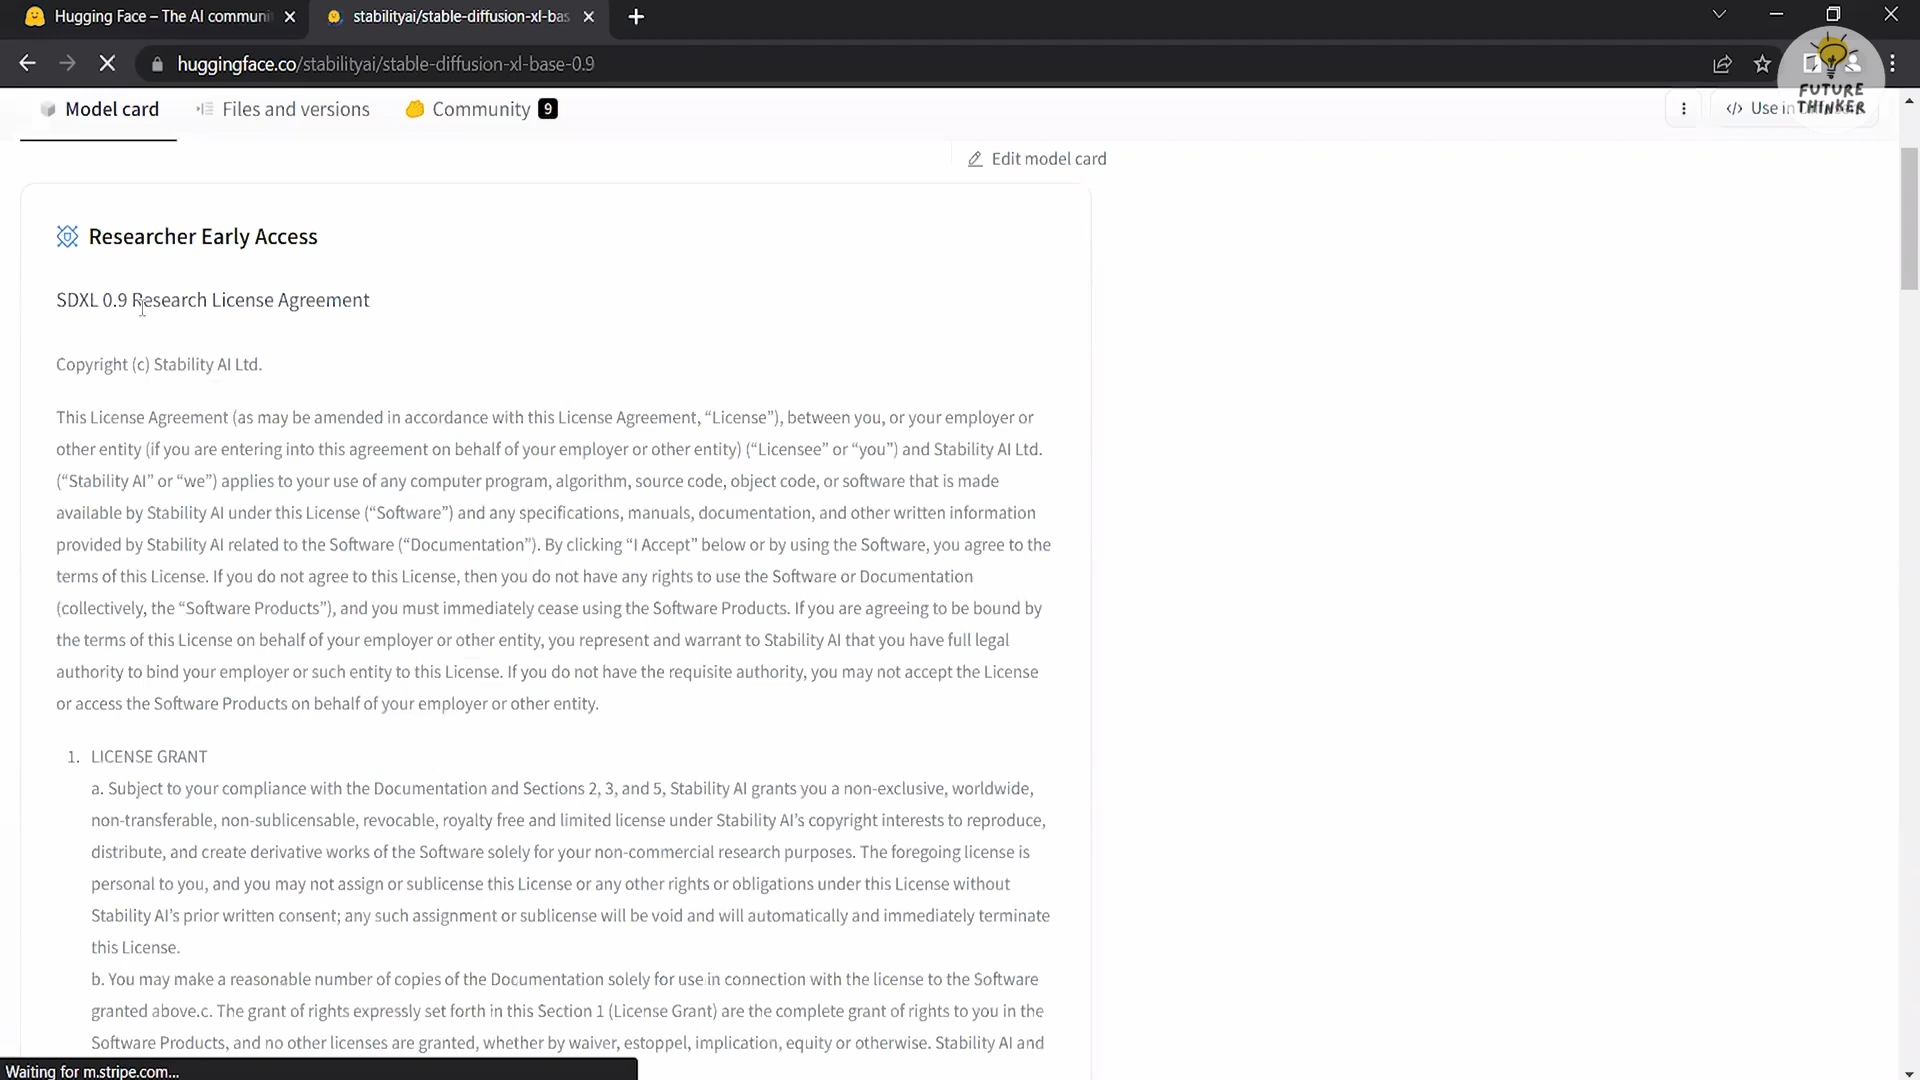 Hugging Face – The AI communi
stabilityai/stable-diffusion-xl-bas
huggingface.co/stabilityai/stable-diffusion-xl-base-0.9
FUTURE
THINKER
Model card
Files and versions
Community 9
</> Use in
Edit model card
Researcher Early Access
SDXL 0.9 Research License Agreement
Copyright (c) Stability AI Ltd.
This License Agreement (as may be amended in accordance with this License Agreement, “License”), between you, or your employer or
other entity (if you are entering into this agreement on behalf of your employer or other entity) (“Licensee” or “you”) and Stability AI Ltd.
(“Stability AI” or “we”) applies to your use of any computer program, algorithm, source code, object code, or software that is made
available by Stability AI under this License (“Software”) and any specifications, manuals, documentation, and other written information
provided by Stability AI related to the Software (“Documentation”). By clicking “I Accept” below or by using the Software, you agree to the
terms of this License. If you do not agree to this License, then you do not have any rights to use the Software or Documentation
(collectively, the “Software Products”), and you must immediately cease using the Software Products. If you are agreeing to be bound by
the terms of this License on behalf of your employer or other entity, you represent and warrant to Stability AI that you have full legal
authority to bind your employer or such entity to this License. If you do not have the requisite authority, you may not accept the License
or access the Software Products on behalf of your employer or other entity.
1. LICENSE GRANT
a. Subject to your compliance with the Documentation and Sections 2, 3, and 5, Stability AI grants you a non-exclusive, worldwide,
non-transferable, non-sublicensable, revocable, royalty free and limited license under Stability AI’s copyright interests to reproduce,
distribute, and create derivative works of the Software solely for your non-commercial research purposes. The foregoing license is
personal to you, and you may not assign or sublicense this License or any other rights or obligations under this License without
Stability AI’s prior written consent; any such assignment or sublicense will be void and will automatically and immediately terminate
this License.
b. You may make a reasonable number of copies of the Documentation solely for use in connection with the license to the Software
granted above.c. The grant of rights expressly set forth in this Section 1 (License Grant) are the complete grant of rights to you in the
Software Products, and no other licenses are granted, whether by waiver, estoppel, implication, equity or otherwise. Stability AI and
Waiting for m.stripe.com...